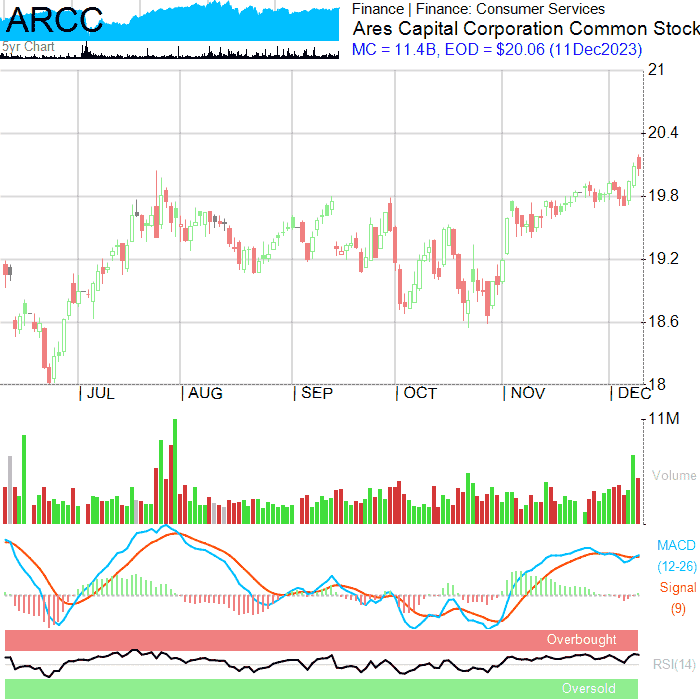 ARCC
5yr Chart
Finance | Finance: Consumer Services
Ares Capital Corporation Common Stock
MC = 11.4B, EOD = $20.06 (11Dec2023)
21
20.4
19.8
19.2
18.6
18
| JUL
| AUG
| SEP
| OCT
| NOV
| DEC
11M
Volume
MACD
(12-26)
Signal
(9)
Overbought
RSI(14)
Oversold